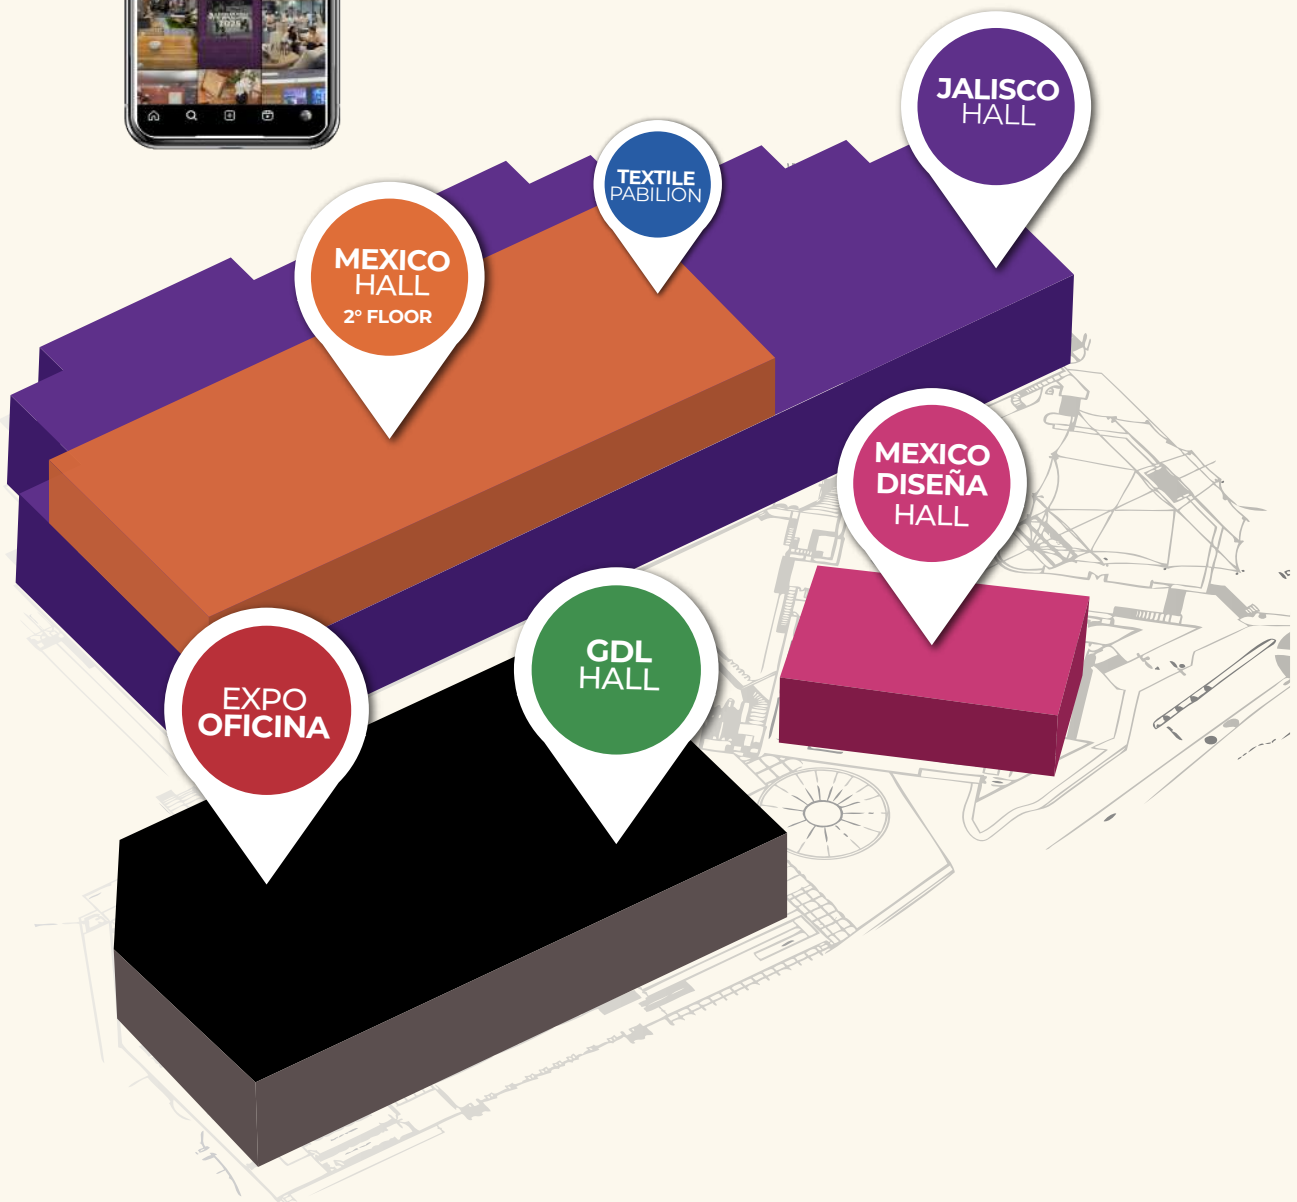 JALISCO
HALL
TEXTILE
PABILION
MEXICO
HALL
2° FLOOR
MEXICO
DISEÑA
HALL
GDL
HALL
EXPO
OFICINA